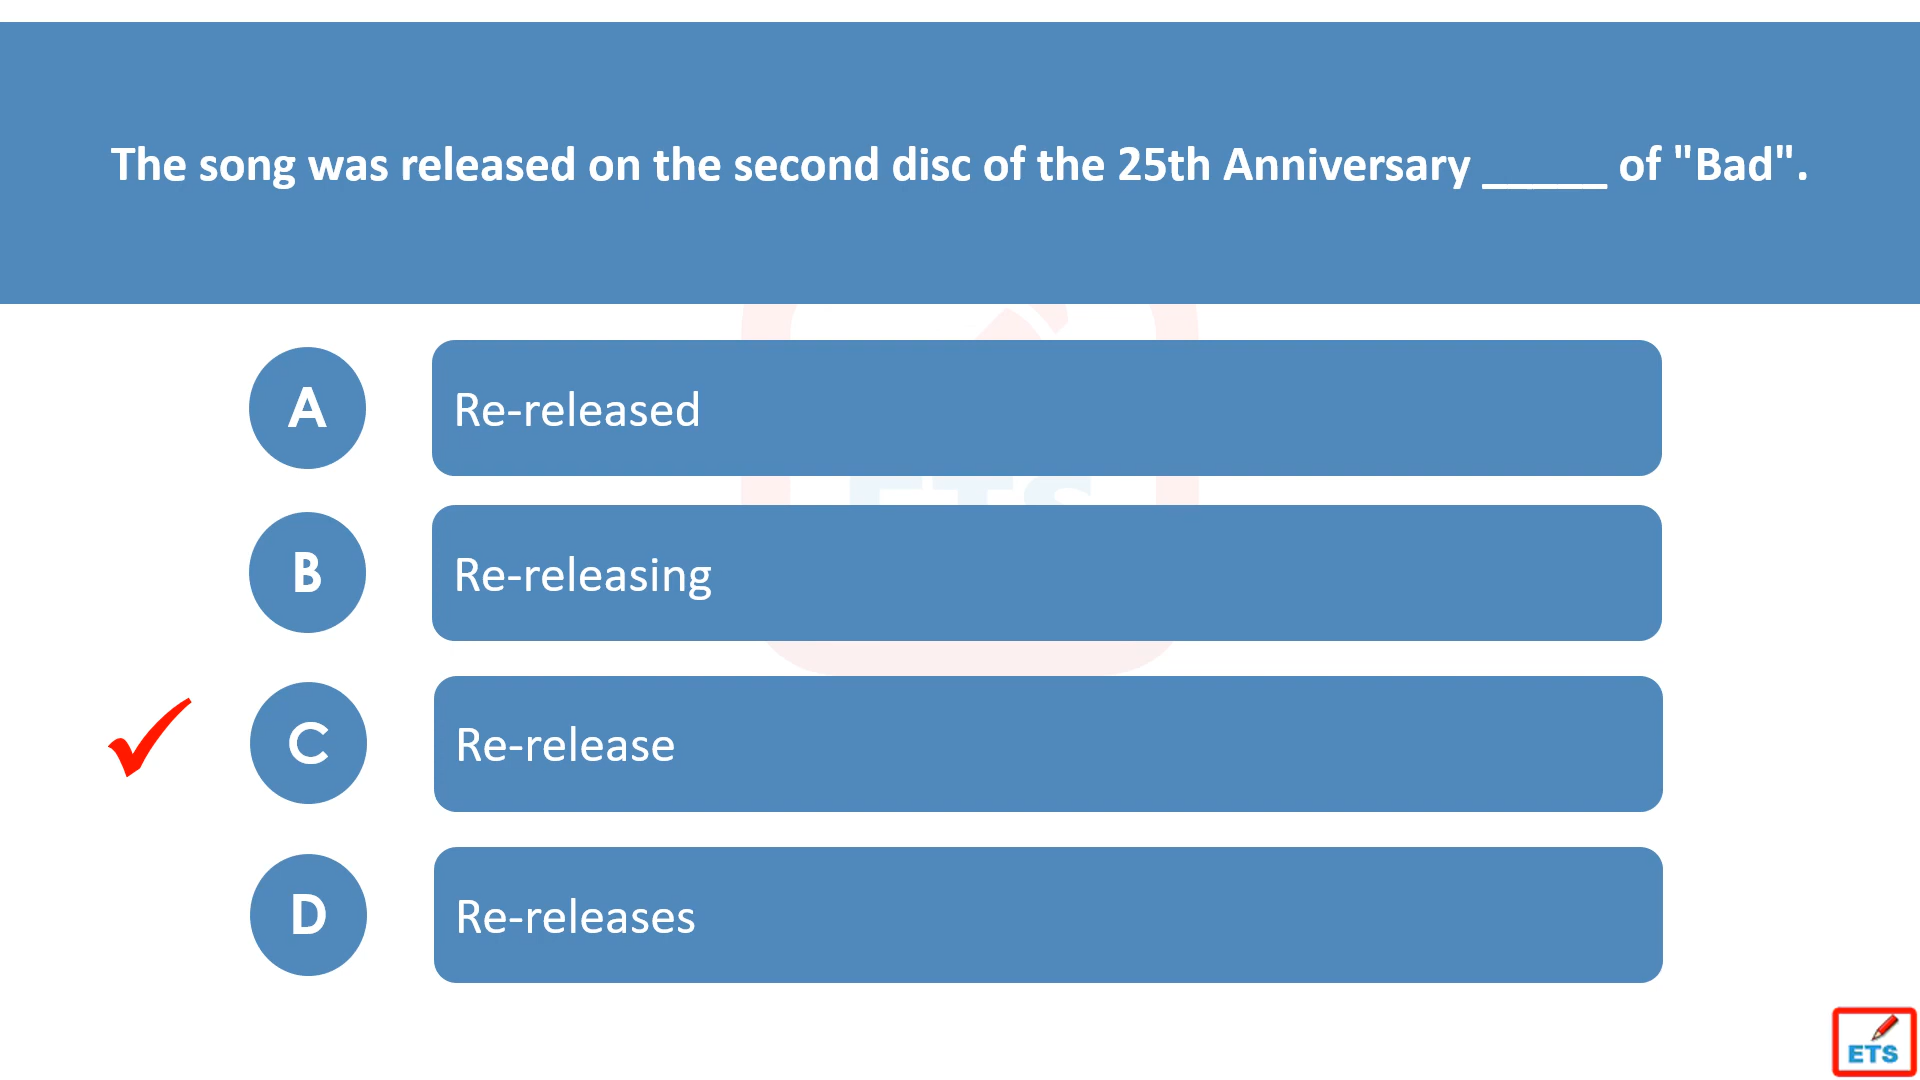 The song was released on the second disc of the 25th Anniversary _____ of "Bad".
A
Re-released
B
Re-releasing
C
Re-release
D
Re-releases
ETS
ETS